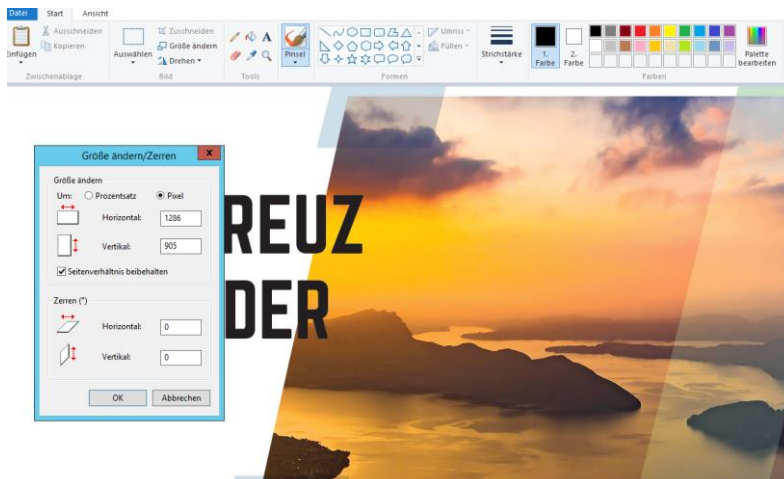 Datei Start Ansicht
Einfügen
Ausschneiden
Kopieren
Zwischenablage
Auswählen
Zuschneiden
Größe ändern
Drehen
Bild
A
Tools
Pinsel
Formen
Umriss
Füllen
Strichstärke
1.
Farbe
2.
Farbe
Farben
Palette
bearbeiten
Größe ändern/Zerren
x
Größe ändern
Um: Prozentsatz Pixel
Horizontal: 1286
Vertikal: 905
Seitenverhältnis beibehalten
Zerren (°)
Horizontal: 0
Vertikal: 0
OK Abbrechen
REUZ
DER